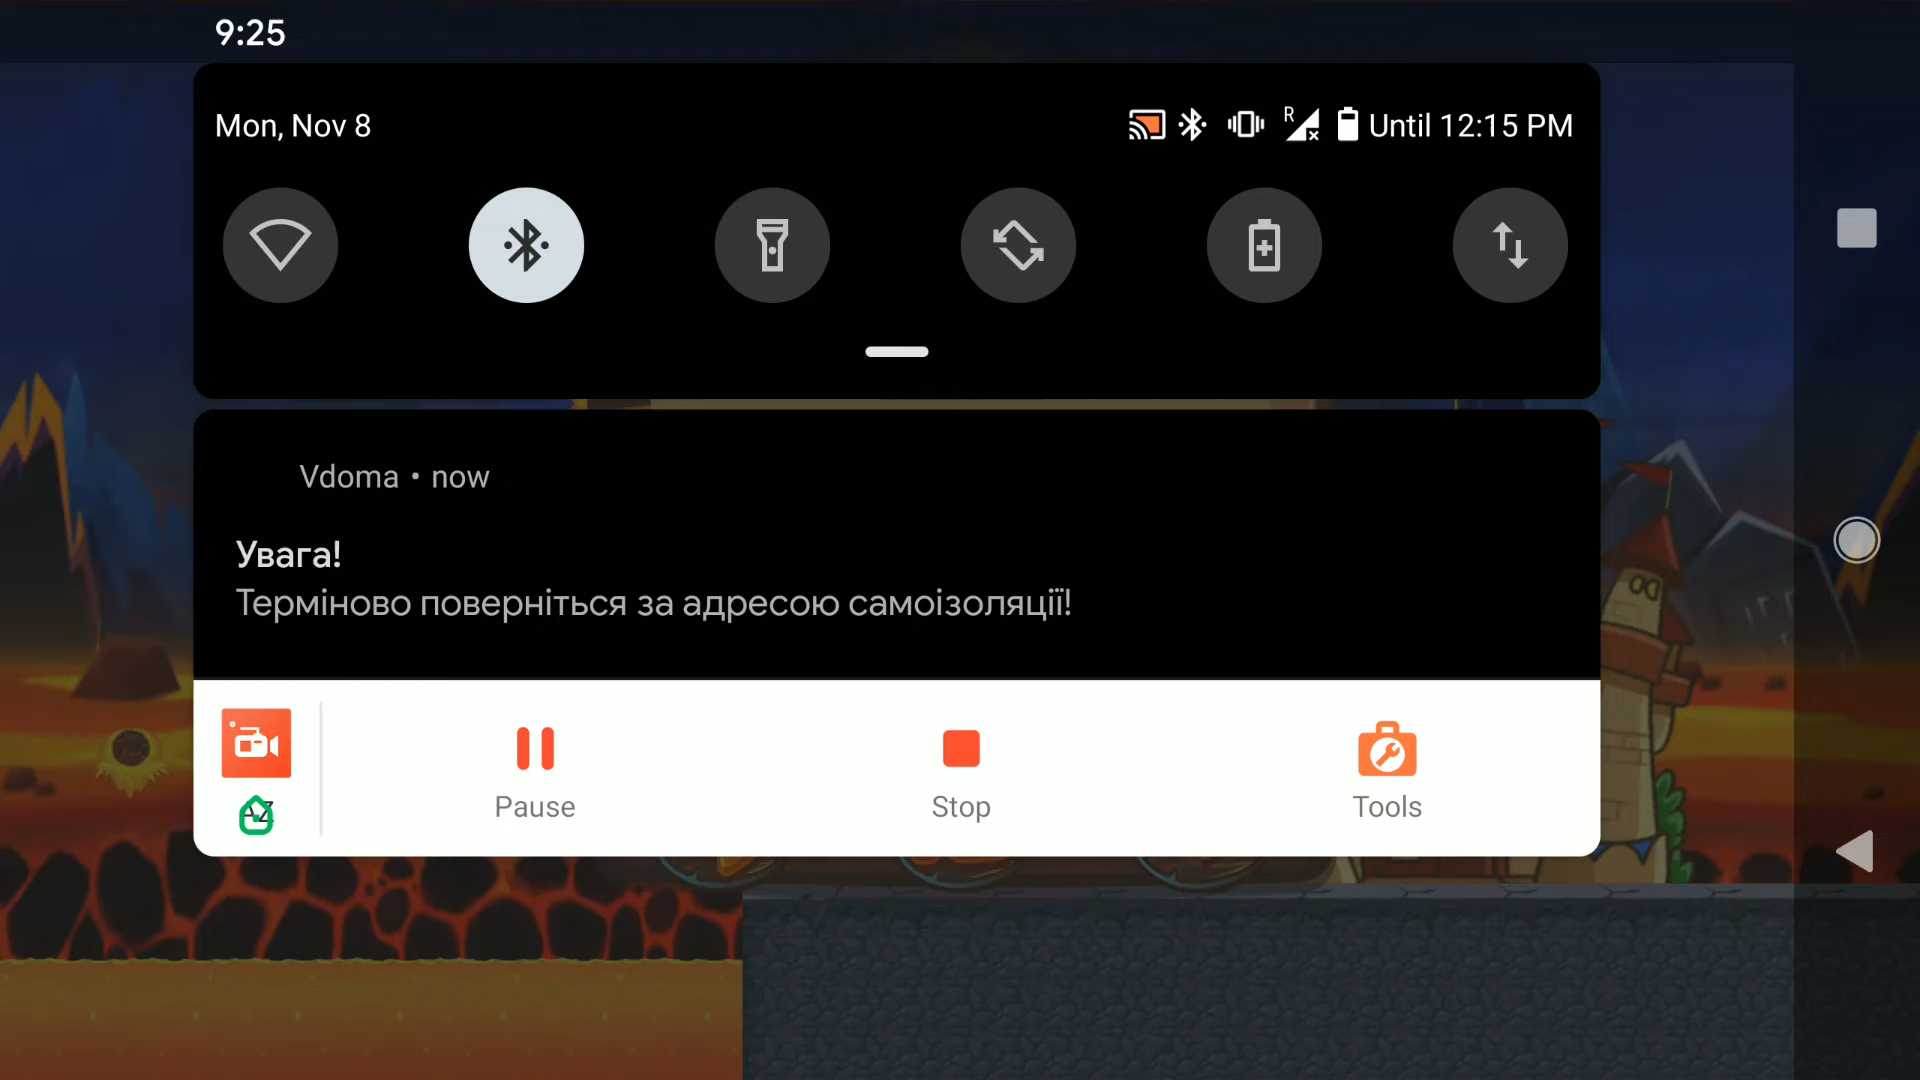 9:25
Mon, Nov 8
R
Until 12:15 PM
Vdoma • now
Увага!
Терміново поверніться за адресою самоізоляції!
AZ
Pause
Stop
Tools